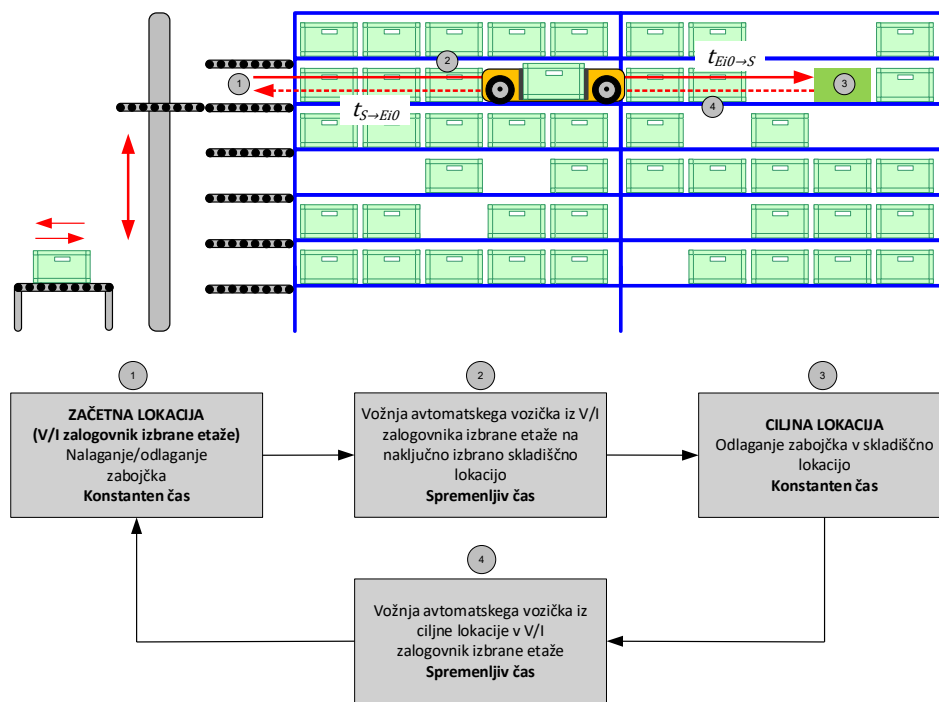 t_{Ei0→S}
2
1
3
4
t_{S→Ei0}
1
2
3
ZAČETNA LOKACIJA
(V/I zalogovnik izbrane etaže)
Nalaganje/odlaganje
zabojčka
Konstanten čas
Vožnja avtomatskega vozička iz V/I
zalogovnika izbrane etaže na
naključno izbrano skladiščno
lokacijo
Spremenljiv čas
CILJNA LOKACIJA
Odlaganje zabojčka v skladiščno
lokacijo
Konstanten čas
4
Vožnja avtomatskega vozička iz
ciljne lokacije v V/I
zalogovnik izbrane etaže
Spremenljiv čas